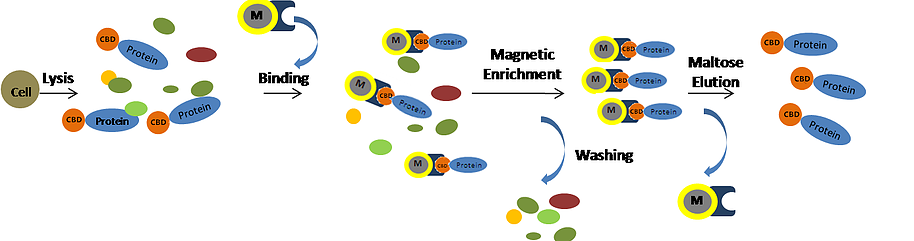 Cell
Lysis
CBD
Protein
CBD
Protein
CBD
Protein
M
Binding
M
CBD
Protein
M
CBD
Protein
M
CBD
Protein
Magnetic
Enrichment
Washing
M
CBD
Protein
M
CBD
Protein
M
CBD
Protein
Maltose
Elution
M
CBD
Protein
CBD
Protein
CBD
Protein